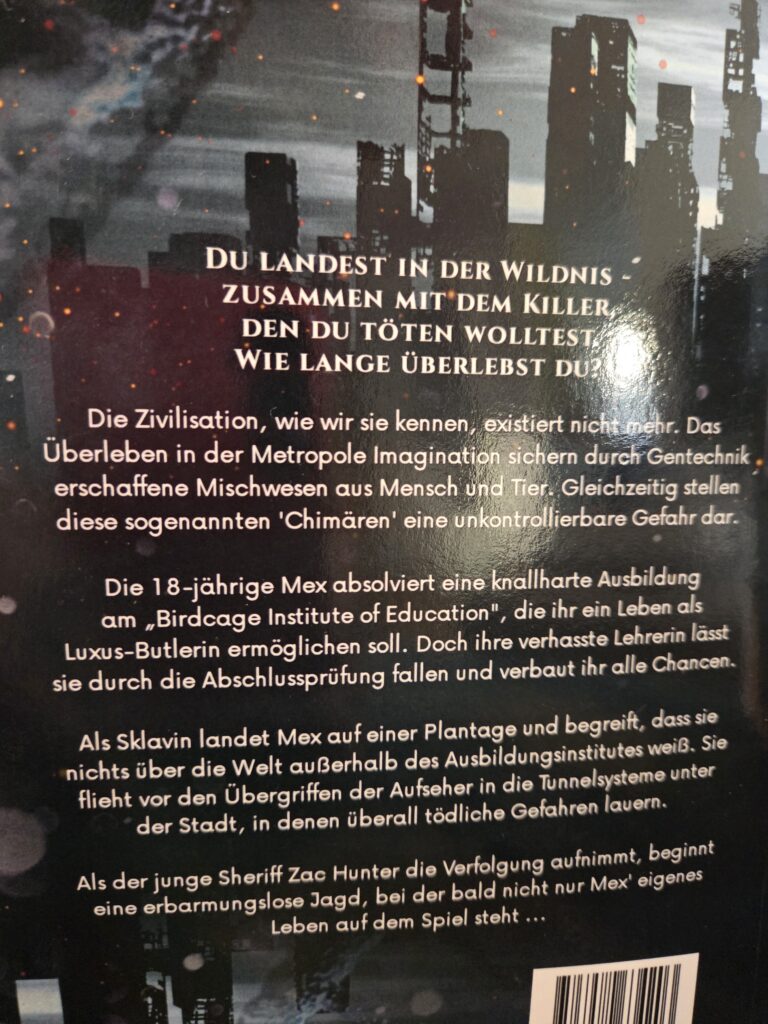 DU LANDEST IN DER WILDNIS -
ZUSAMMEN MIT DEM KILLER,
DEN DU TÖTEN WOLLTEST.
WIE LANGE ÜBERLEBST DU?
Die Zivilisation, wie wir sie kennen, existiert nicht mehr. Das
Überleben in der Metropole Imagination sichern durch Gentechnik
erschaffene Mischwesen aus Mensch und Tier. Gleichzeitig stellen
diese sogenannten 'Chimären' eine unkontrollierbare Gefahr dar.
Die 18-jährige Mex absolviert eine knallharte Ausbildung
am „Birdcage Institute of Education", die ihr ein Leben als
Luxus-Butlerin ermöglichen soll. Doch ihre verhasste Lehrerin lässt
sie durch die Abschlussprüfung fallen und verbaut ihr alle Chancen.
Als Sklavin landet Mex auf einer Plantage und begreift, dass sie
nichts über die Welt außerhalb des Ausbildungsinstitutes weiß. Sie
flieht vor den Übergriffen der Aufseher in die Tunnelsysteme unter
der Stadt, in denen überall tödliche Gefahren lauern.
Als der junge Sheriff Zac Hunter die Verfolgung aufnimmt, beginnt
eine erbarmungslose Jagd, bei der bald nicht nur Mex' eigenes
Leben auf dem Spiel steht ...